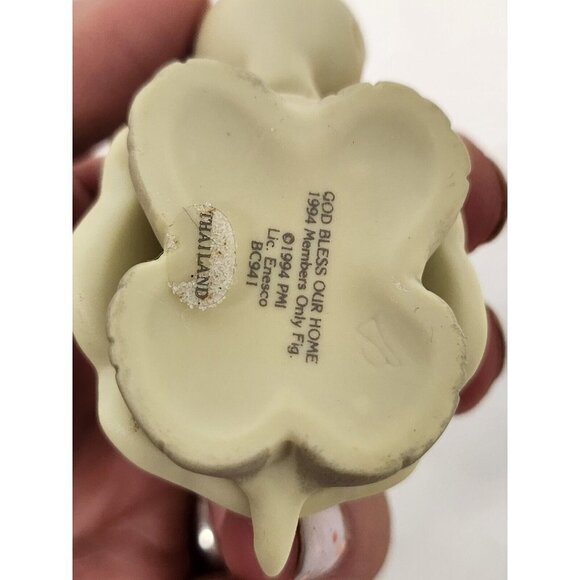 GOD BLESS OUR HOME
1994 Members Only Fig.
©1994 PMI
Lic. Enesco
BC941
THAILAND